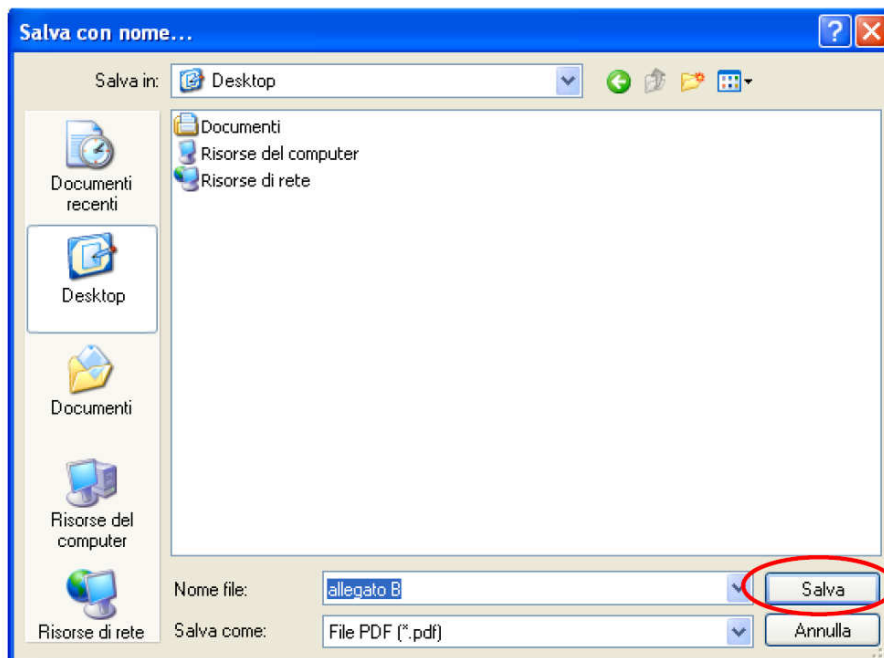 Salva con nome...
Salva in:
Desktop
Documenti
Risorse del computer
Risorse di rete
Documenti
recenti
Desktop
Documenti
Risorse del
computer
Risorse di rete
Nome file:
allegato B
Salva
Salva come:
File PDF (*.pdf)
Annulla